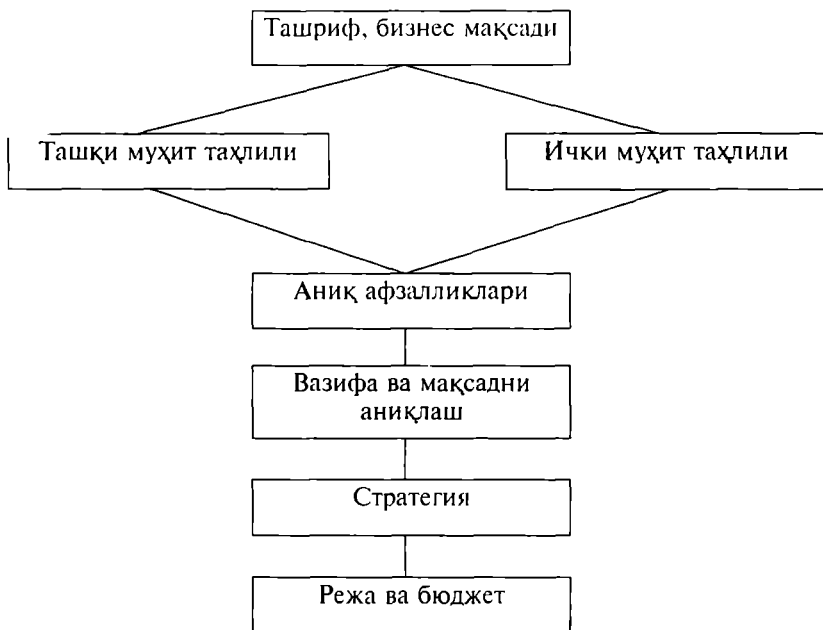 Ташриф, бизнес мақсади
Ташқи муҳит таҳлили
Ички муҳит таҳлили
Аниқ афзалликлари
Вазифа ва мақсадни
аниқлаш
Стратегия
Режа ва бюджет